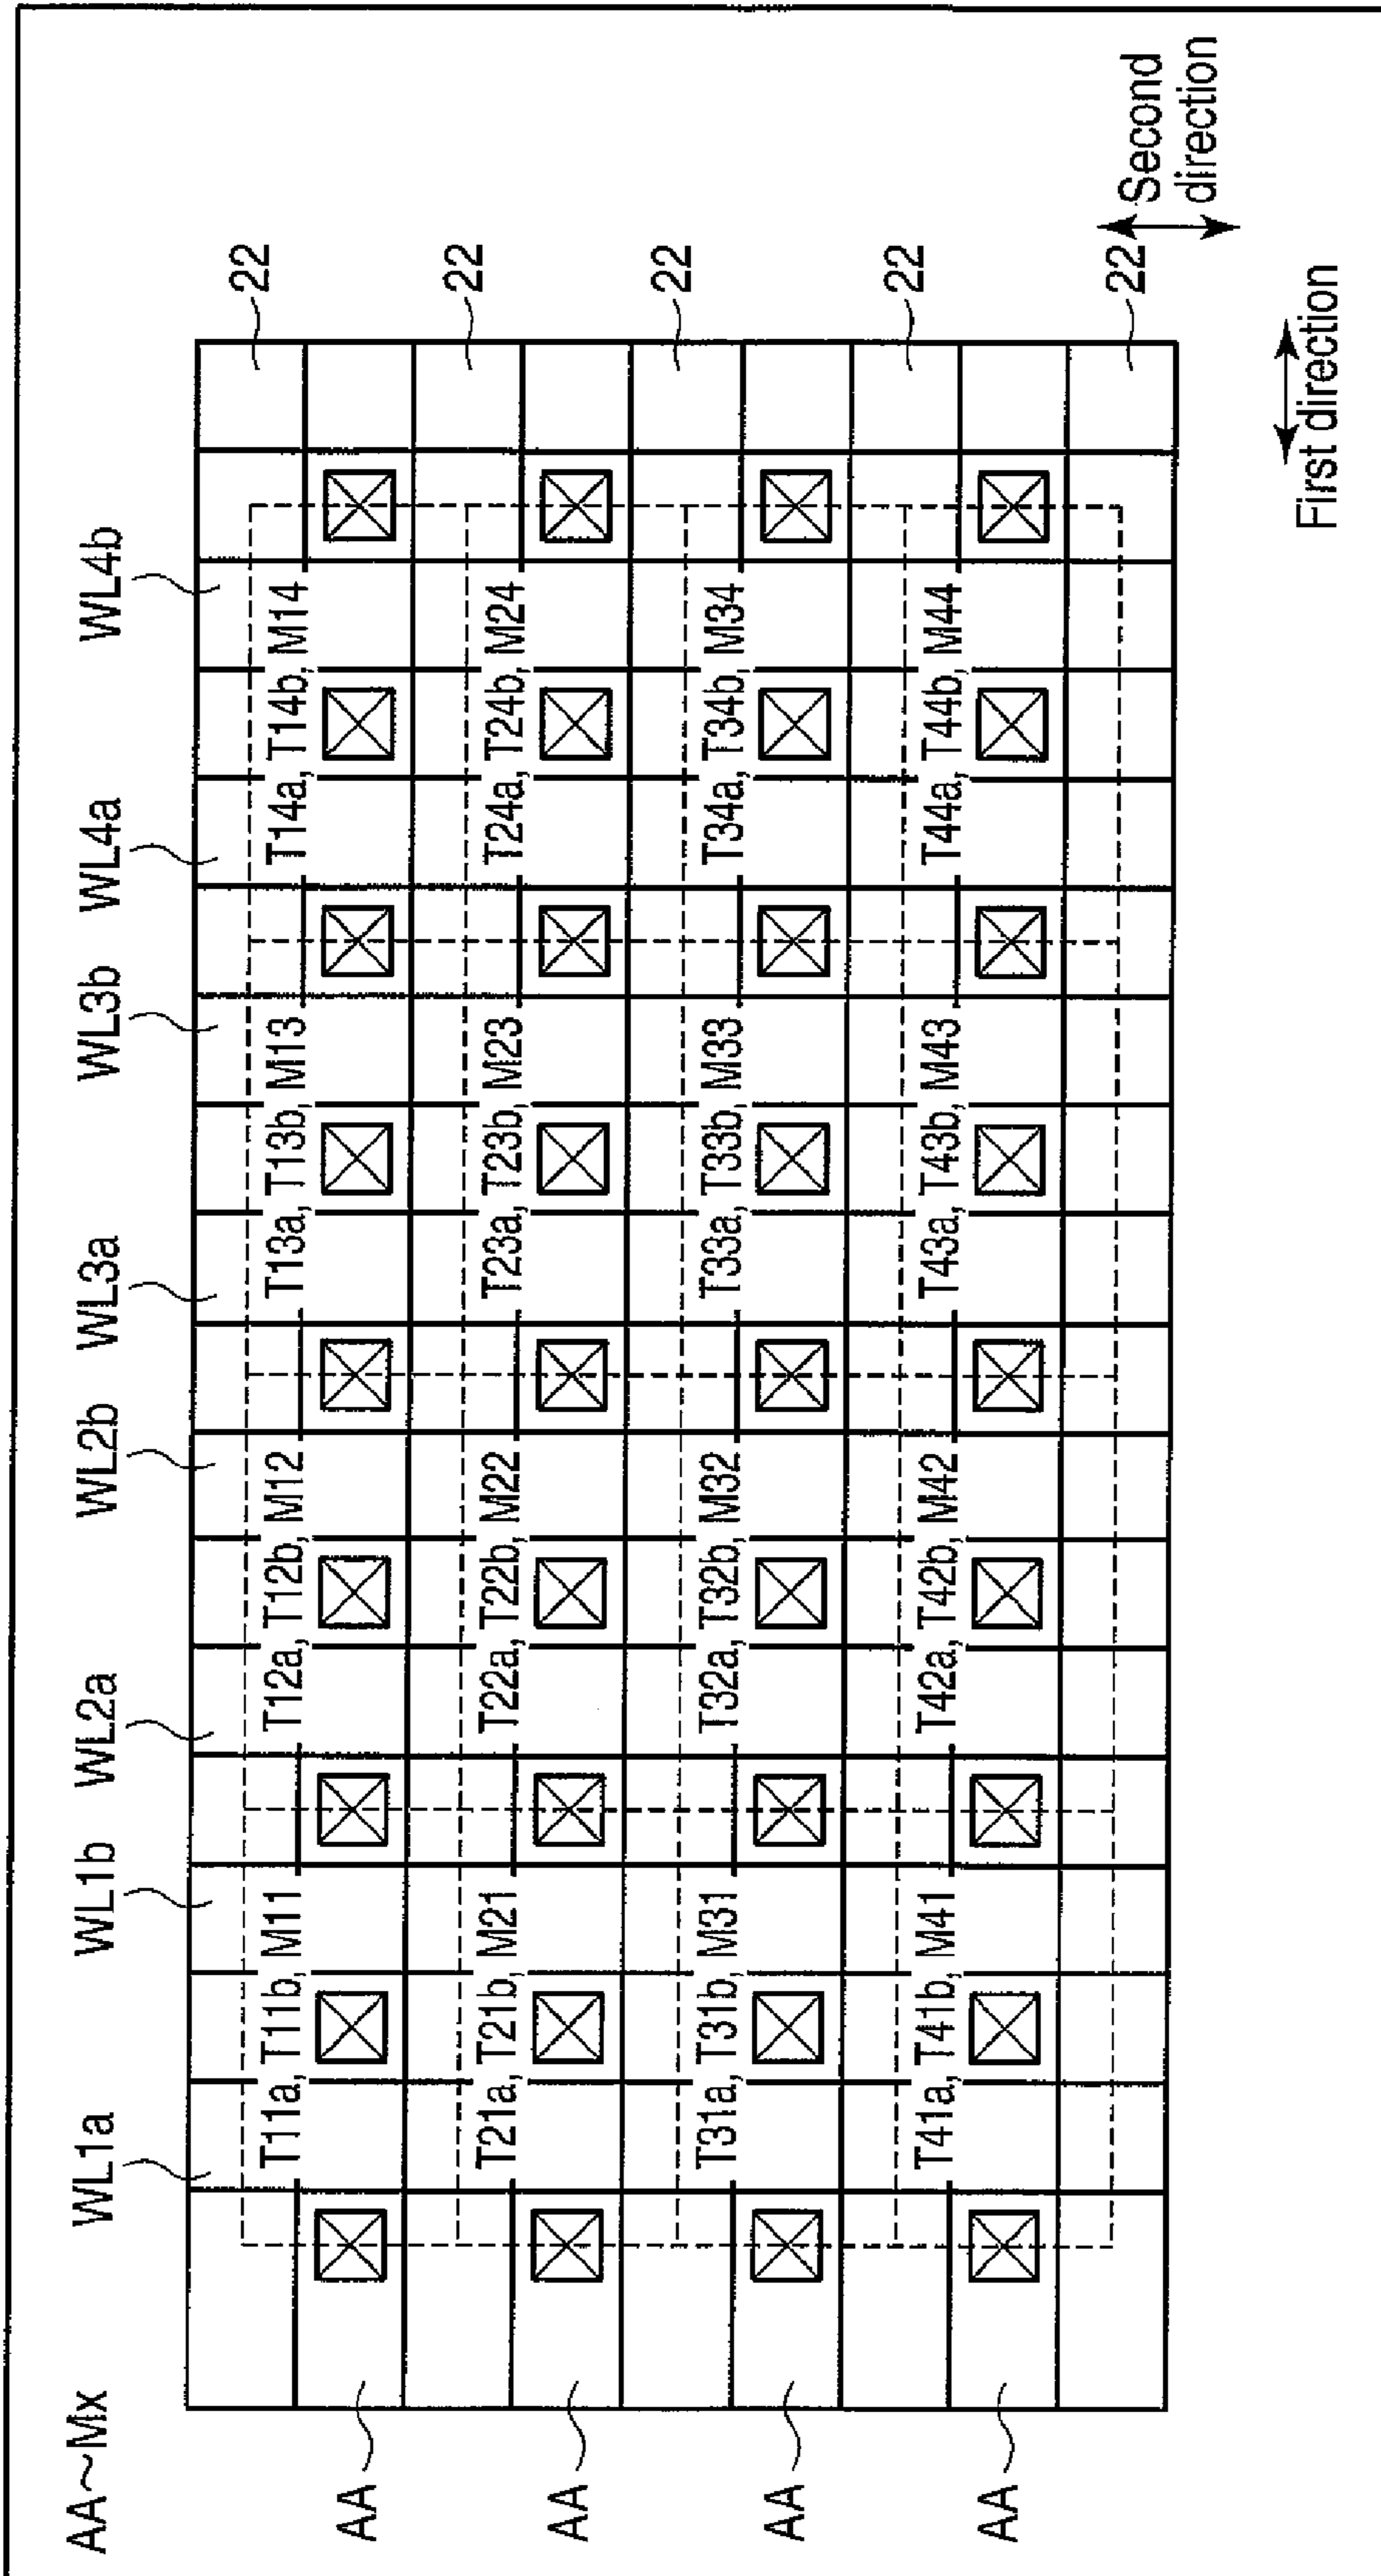 AA~Mx
WL1a
WL1b
WL2a
WL2b
WL3a
WL3b
WL4a
WL4b
22
T11a, T11b, M11
T12a, T12b, M12
T13a, T13b, M13
T14a, T14b, M14
AA
22
T21a, T21b, M21
T22a, T22b, M22
T23a, T23b, M23
T24a, T24b, M24
AA
22
T31a, T31b, M31
T32a, T32b, M32
T33a, T33b, M33
T34a, T34b, M34
AA
22
T41a, T41b, M41
T42a, T42b, M42
T43a, T43b, M43
T44a, T44b, M44
AA
22
Second
direction
First direction